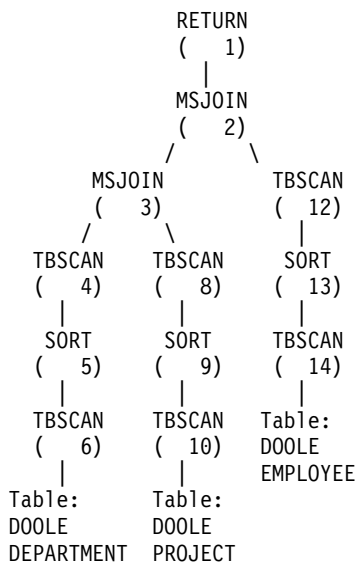 RETURN
(   1)
|
MSJOIN
(   2)
/   \
MSJOIN   TBSCAN
(   3)   (  12)
/   \   |
TBSCAN   TBSCAN   SORT
(   4)   (   8)   (  13)
|   |   |
SORT   SORT   TBSCAN
(   5)   (   9)   (  14)
|   |   |
TBSCAN   TBSCAN   Table:
(   6)   (  10)   DOOLE
|   |   EMPLOYEE
Table:   Table:
DOOLE   DOOLE
DEPARTMENT   PROJECT